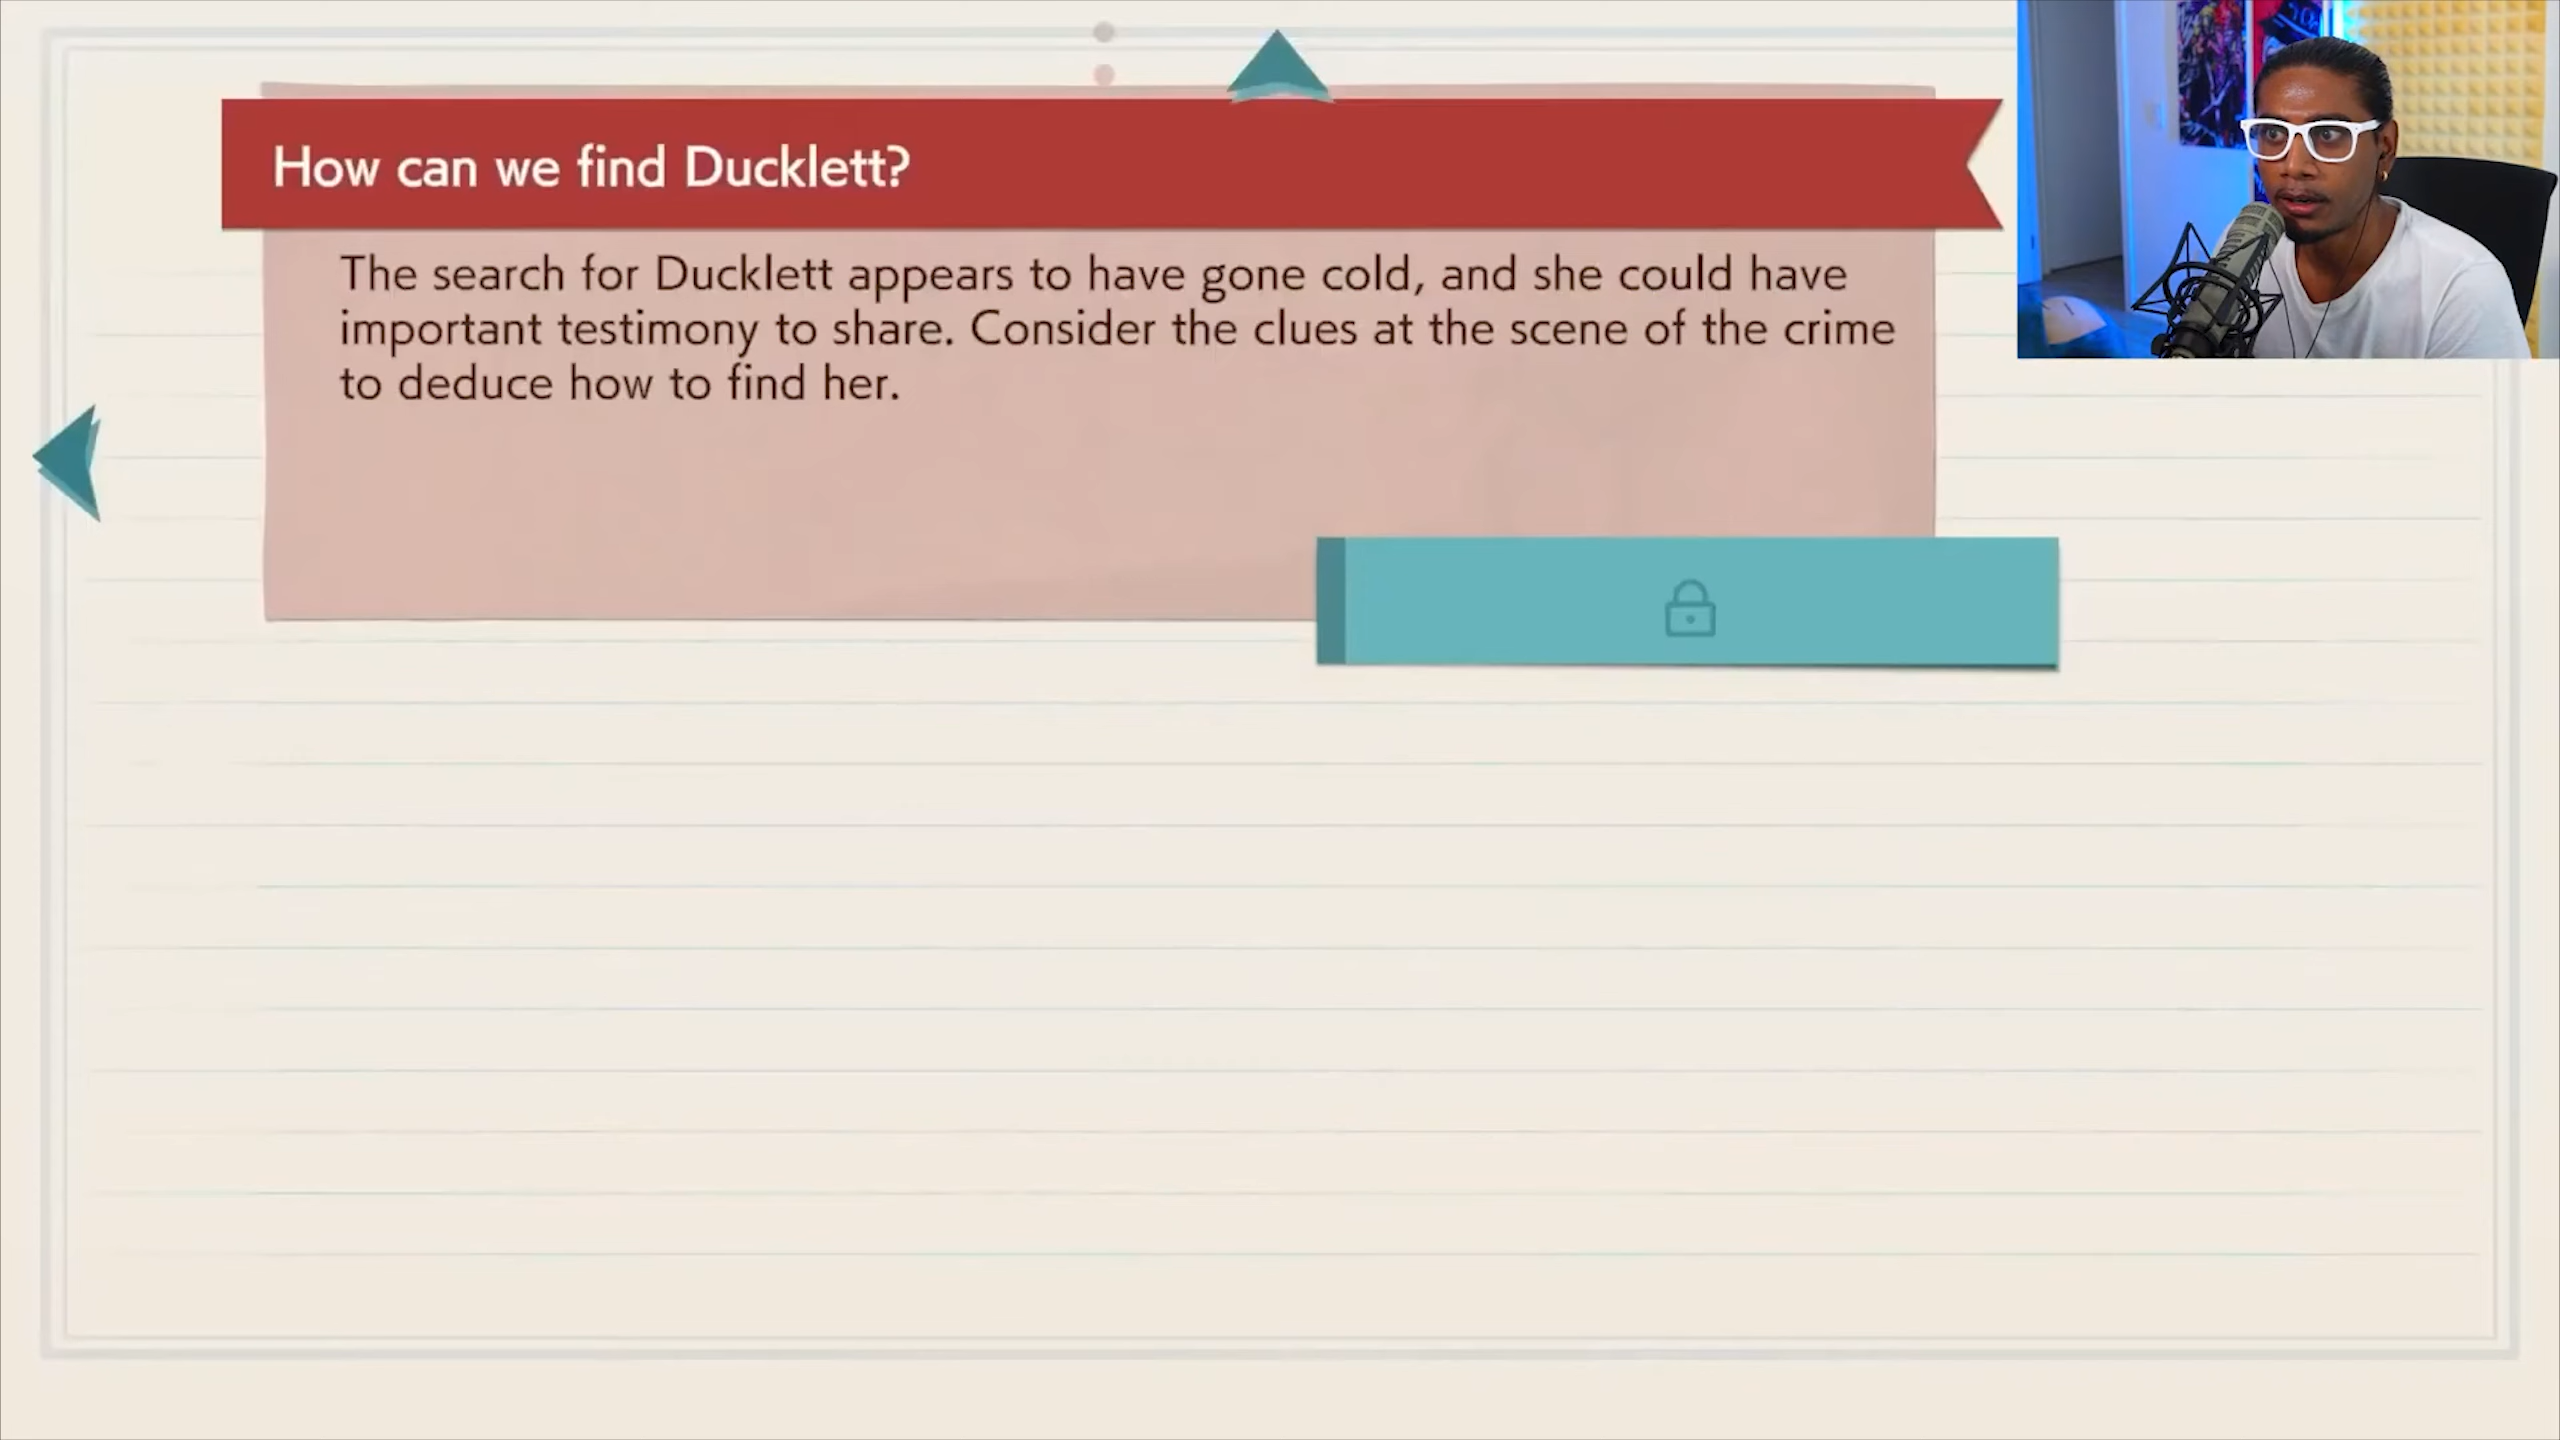 How can we find Ducklett?
The search for Ducklett appears to have gone cold, and she could have
important testimony to share. Consider the clues at the scene of the crime
to deduce how to find her.